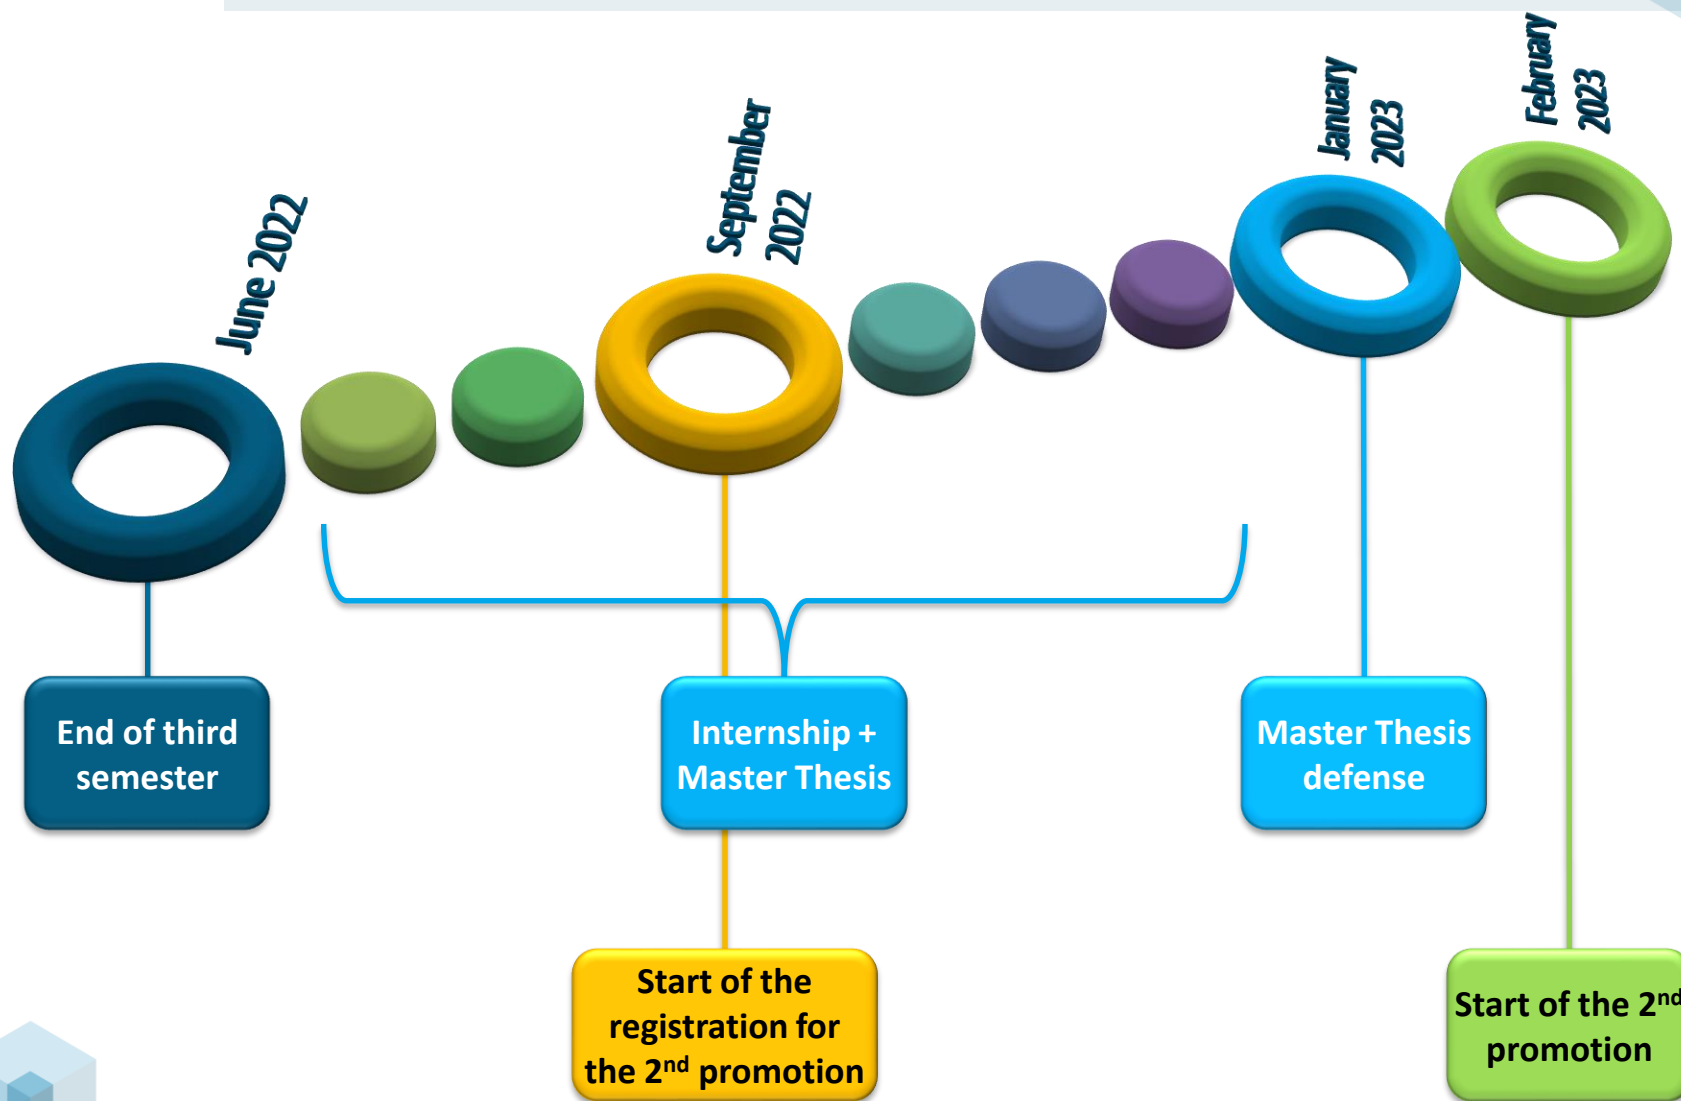 June 2022
September
2022
January
2023
February
2023
End of third
semester
Internship +
Master Thesis
Master Thesis
defense
Start of the
registration for
the 2nd promotion
Start of the 2nd
promotion